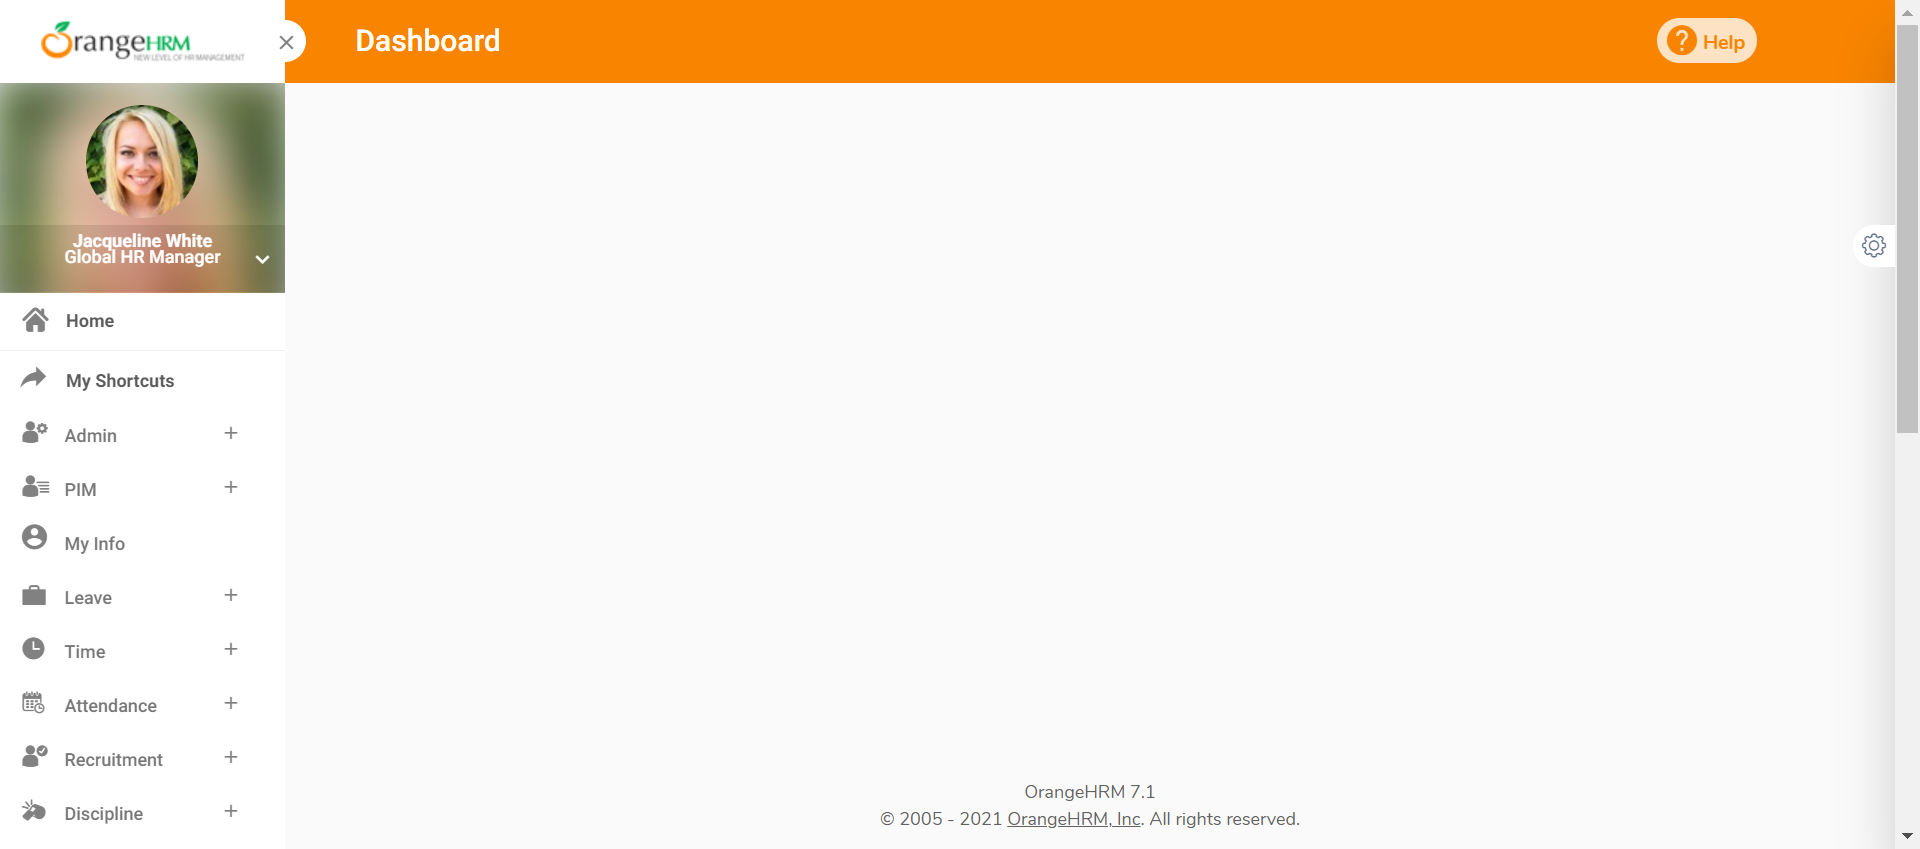 OrangeHRM
NEW LEVEL OF HR MANAGEMENT
Dashboard
Help
Jacqueline White
Global HR Manager
Home
My Shortcuts
Admin
PIM
My Info
Leave
Time
Attendance
Recruitment
Discipline
OrangeHRM 7.1
© 2005 - 2021 OrangeHRM, Inc. All rights reserved.